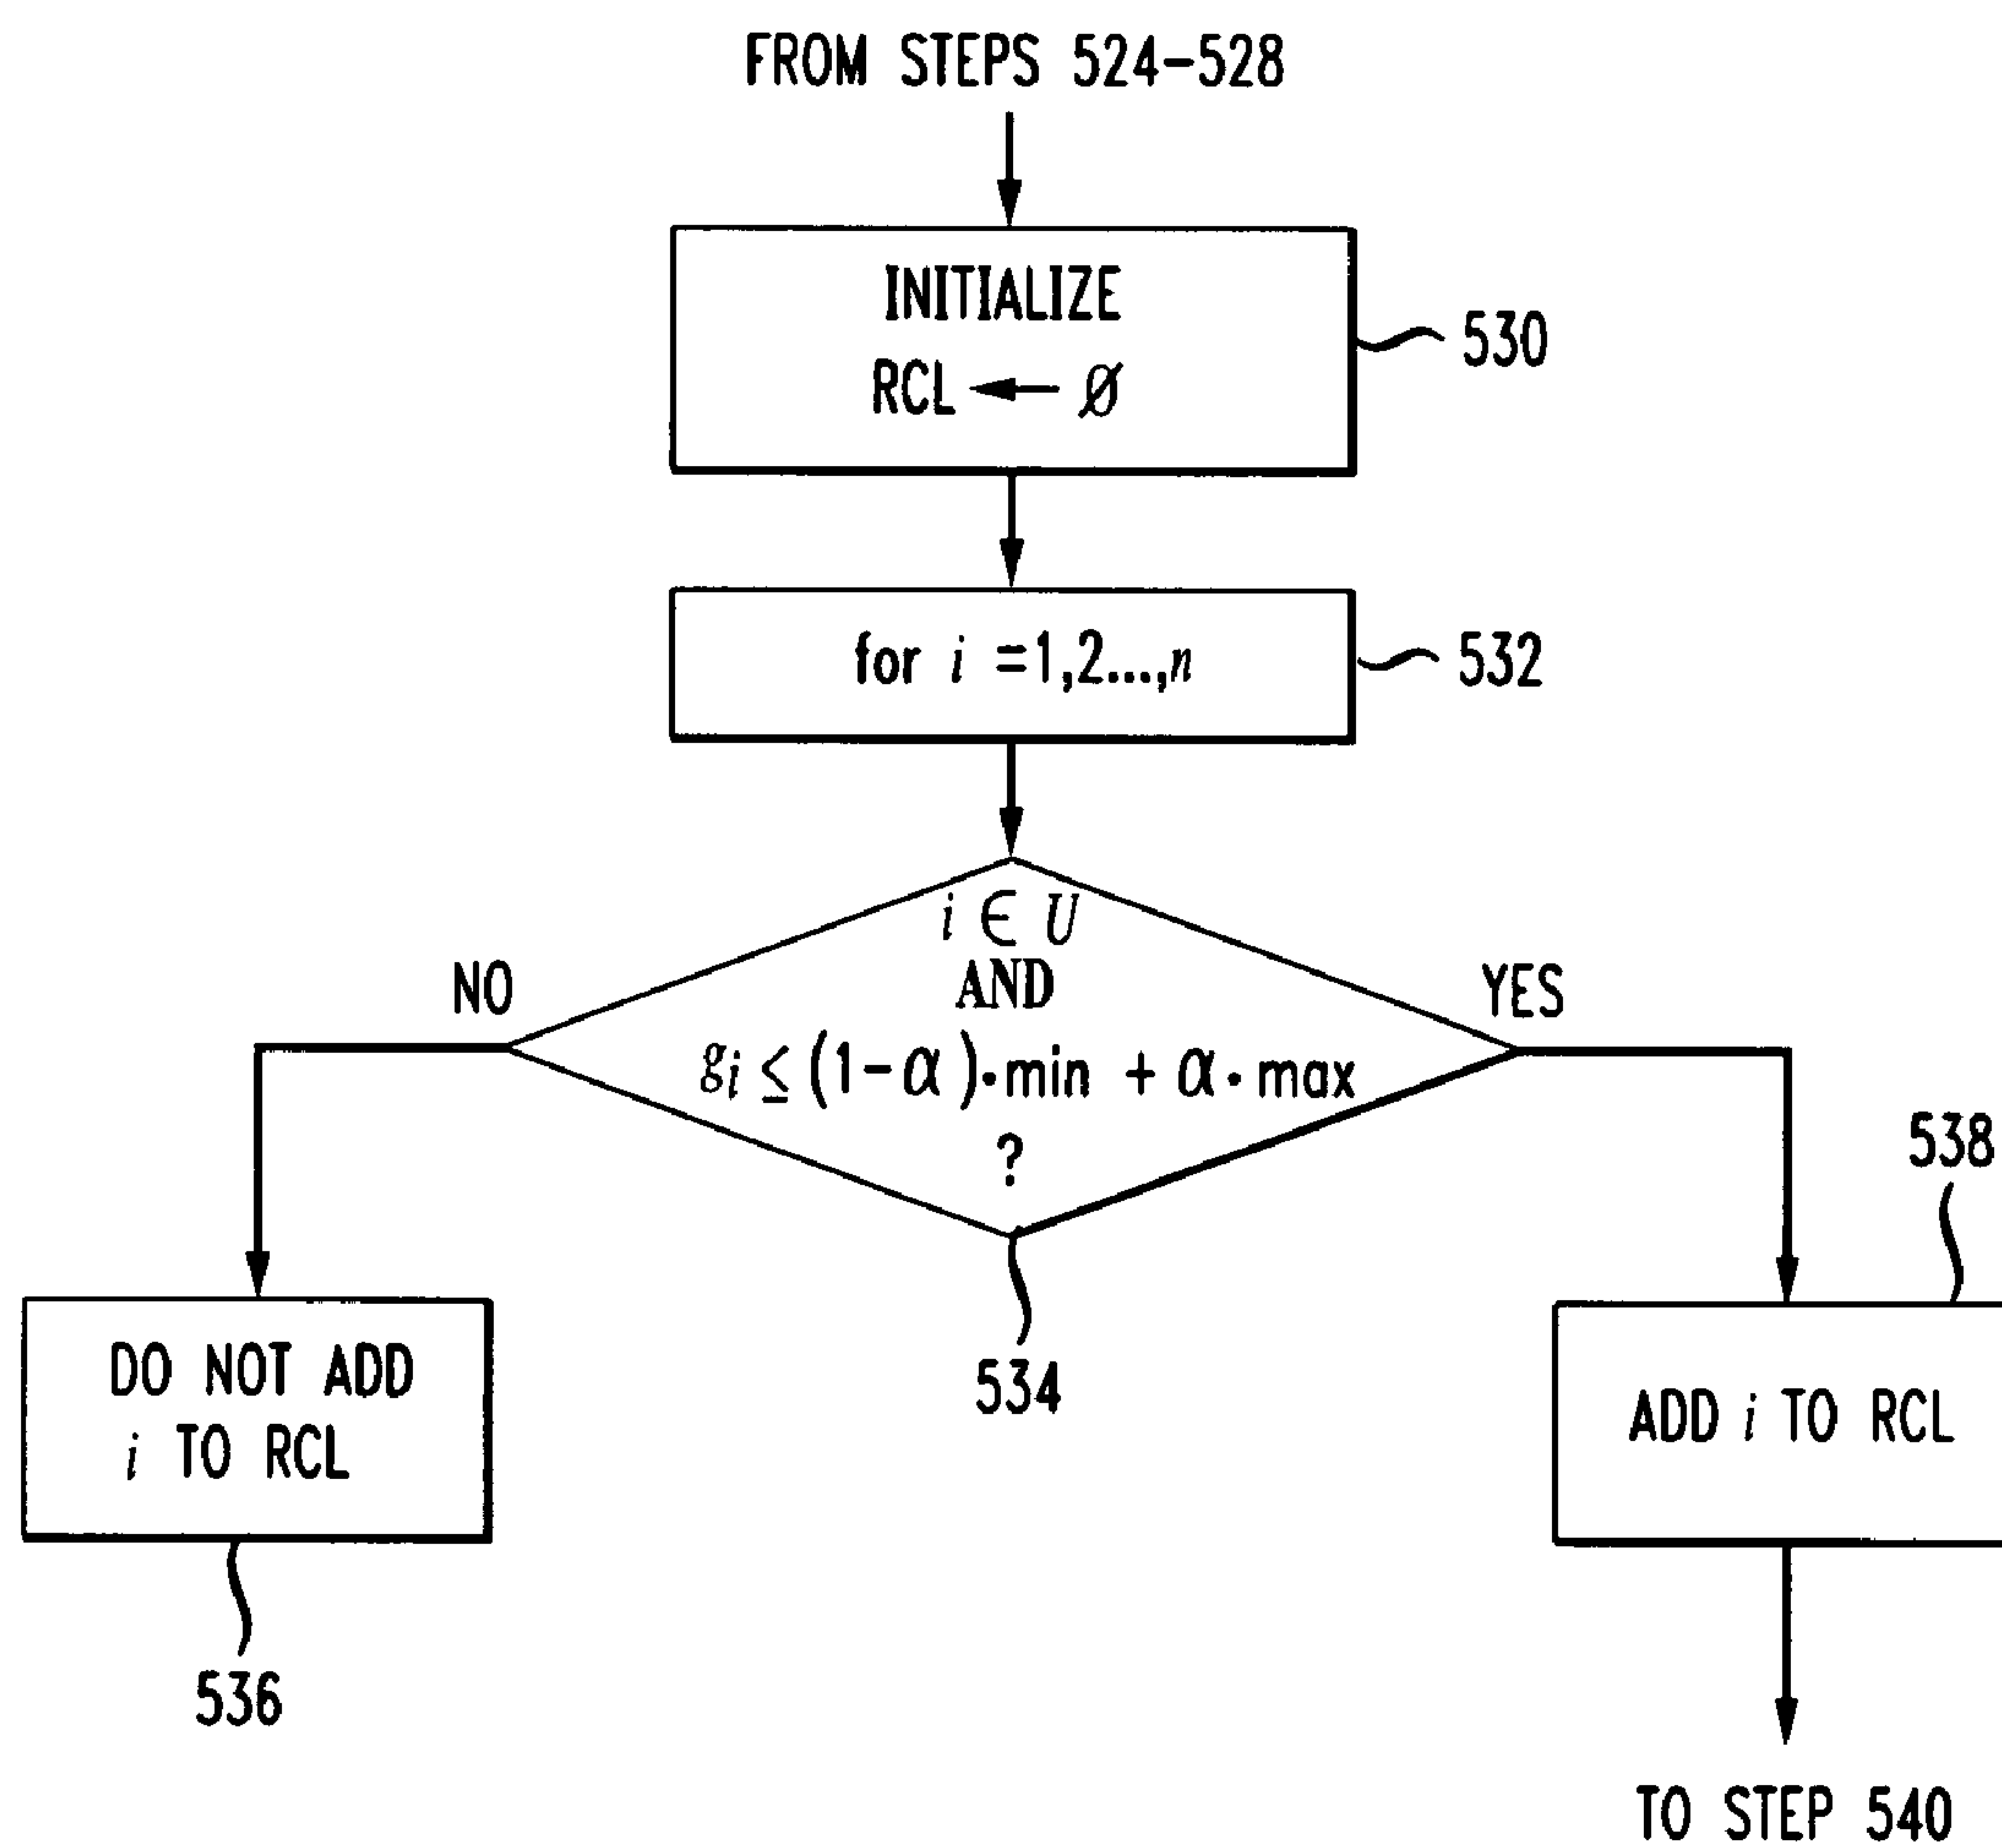 FROM STEPS 524-528
INITIALIZE
RCL ← Ø
530
for i =1,2...,n
532
i ∈ U
AND
gi ≤ (1-α)·min + α·max
?
NO
YES
534
538
DO NOT ADD
i TO RCL
536
ADD i TO RCL
TO STEP 540